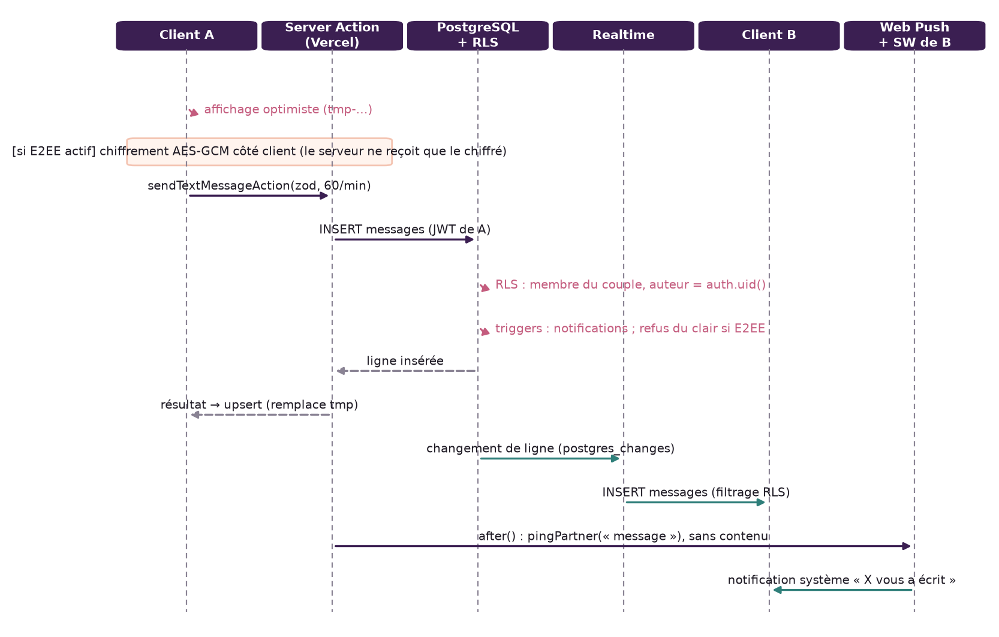 Client A
Server Action
(Vercel)
PostgreSQL
+ RLS
Realtime
Client B
Web Push
+ SW de B
affichage optimiste (tmp-…)
[si E2EE actif] chiffrement AES-GCM côté client (le serveur ne reçoit que le chiffré)
sendTextMessageAction(zod, 60/min)
INSERT messages (JWT de A)
RLS : membre du couple, auteur = auth.uid()
triggers : notifications ; refus du clair si E2EE
ligne insérée
résultat → upsert (remplace tmp)
changement de ligne (postgres_changes)
INSERT messages (filtrage RLS)
after() : pingPartner(« message »), sans contenu
notification système « X vous a écrit »